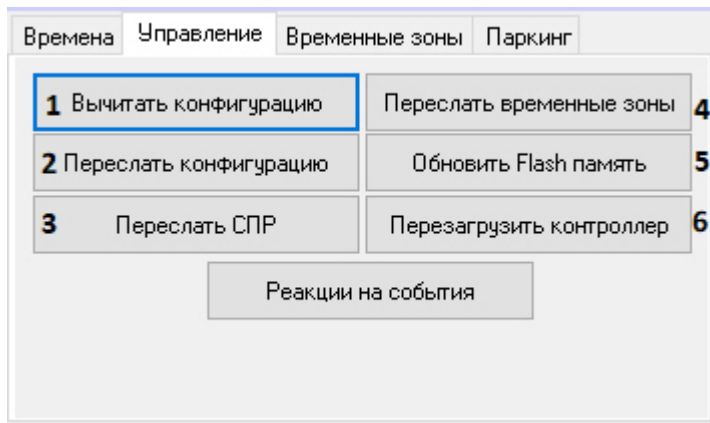 Времена Управление Временные зоны Паркинг
1 Вычитать конфигурацию Переслать временные зоны 4
2 Переслать конфигурацию Обновить Flash память 5
3 Переслать СПР Перезагрузить контроллер 6
Реакции на события